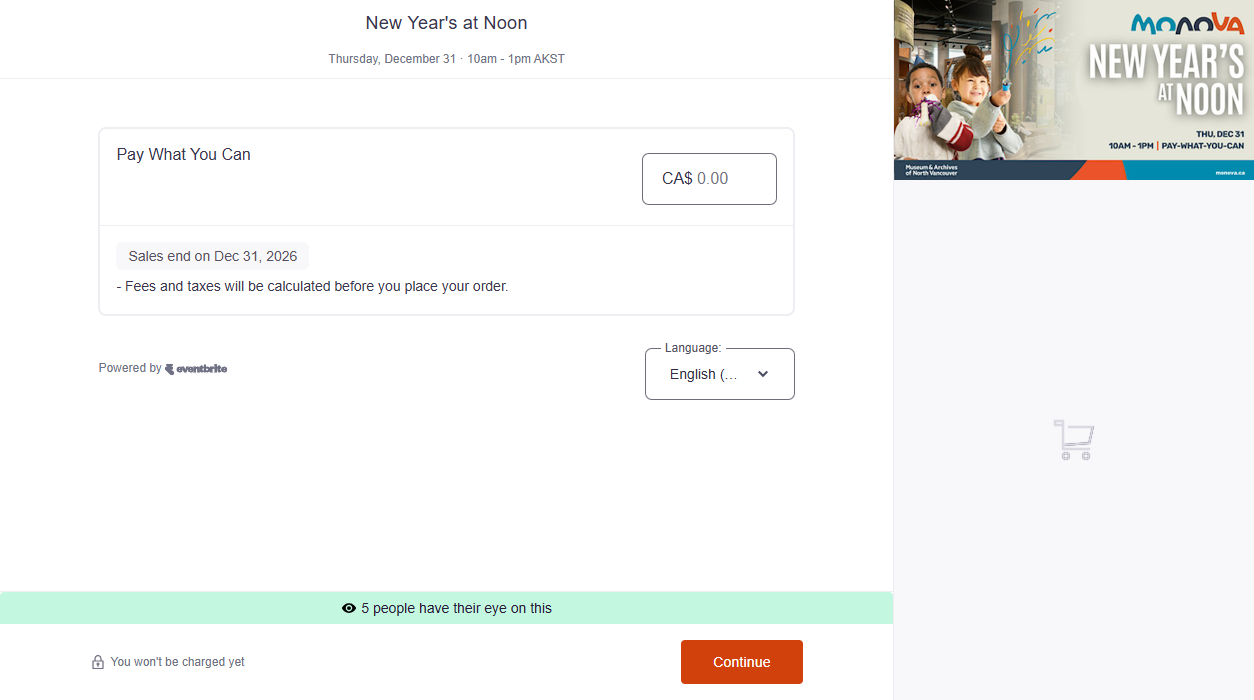 New Year's at Noon
Thursday, December 31 · 10am - 1pm AKST
Pay What You Can
CA$ 0.00
Sales end on Dec 31, 2026
- Fees and taxes will be calculated before you place your order.
Powered by eventbrite
Language:
English (...
5 people have their eye on this
You won't be charged yet
Continue
MONOVA
NEW YEAR'S
AT NOON
THU, DEC 31
10AM - 1PM | PAY-WHAT-YOU-CAN
Museum & Archives
of North Vancouver
monova.ca